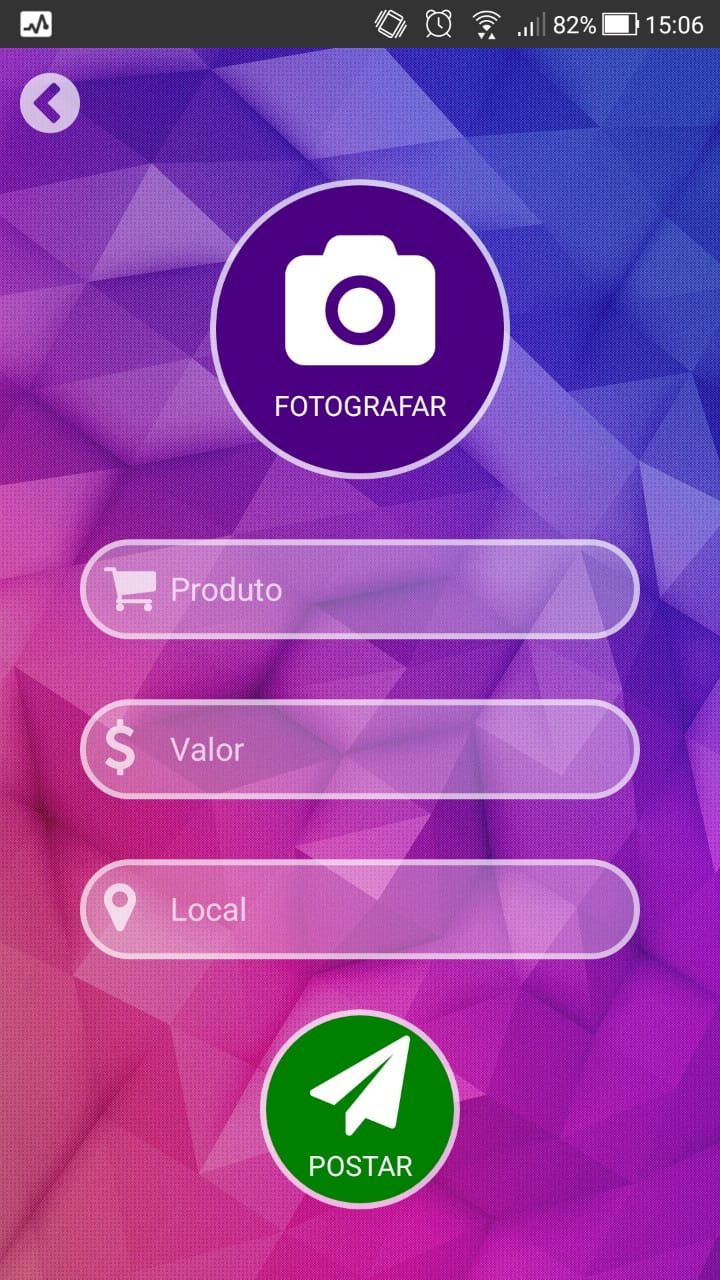 82% 15:06
FOTOGRAFAR
Produto
Valor
Local
POSTAR